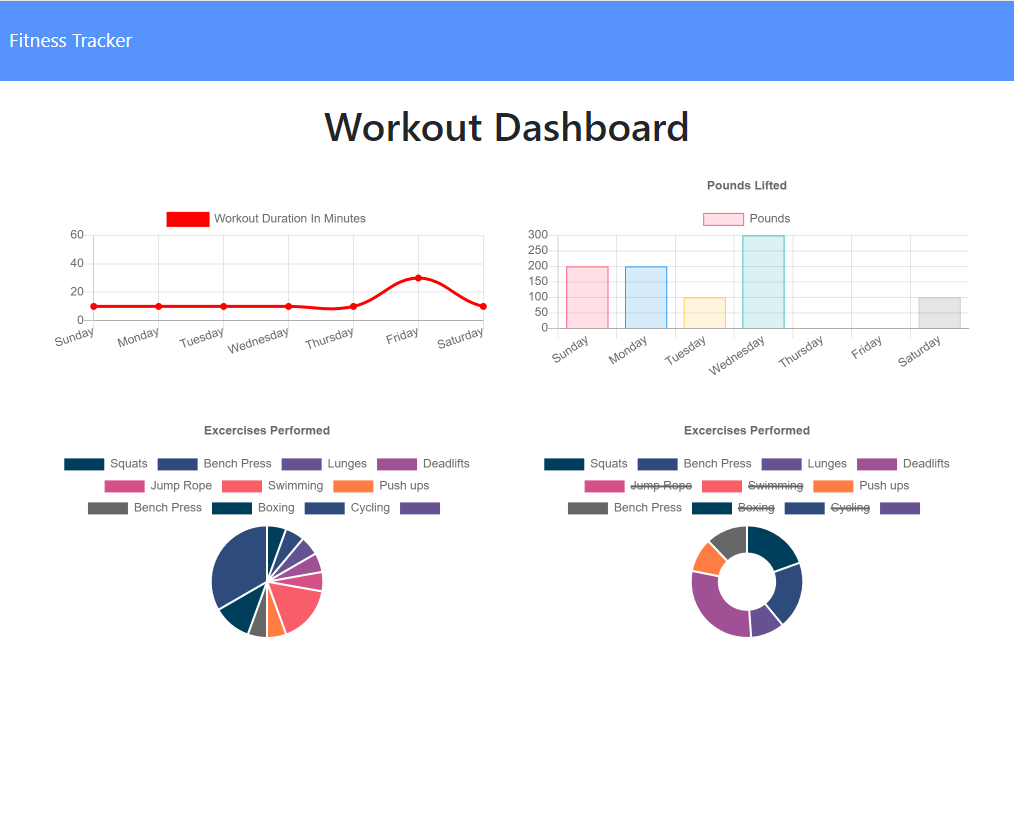 Fitness Tracker
Workout Dashboard
Workout Duration In Minutes
60
40
20
0
Sunday Monday Tuesday Wednesday Thursday Friday Saturday
Pounds Lifted
Pounds
300
250
200
150
100
50
0
Sunday Monday Tuesday Wednesday Thursday Friday Saturday
Excercises Performed
Squats Bench Press Lunges Deadlifts
Jump Rope Swimming Push ups
Bench Press Boxing Cycling
Excercises Performed
Squats Bench Press Lunges Deadlifts
Jump Rope Swimming Push ups
Bench Press Boxing Cycling